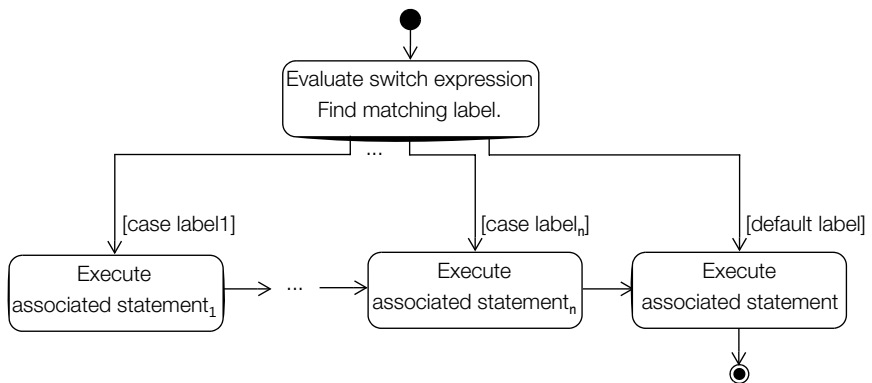 Evaluate switch expression
Find matching label.
...
[case label1]
[case labelₙ]
[default label]
Execute
associated statement₁
...
Execute
associated statementₙ
Execute
associated statement